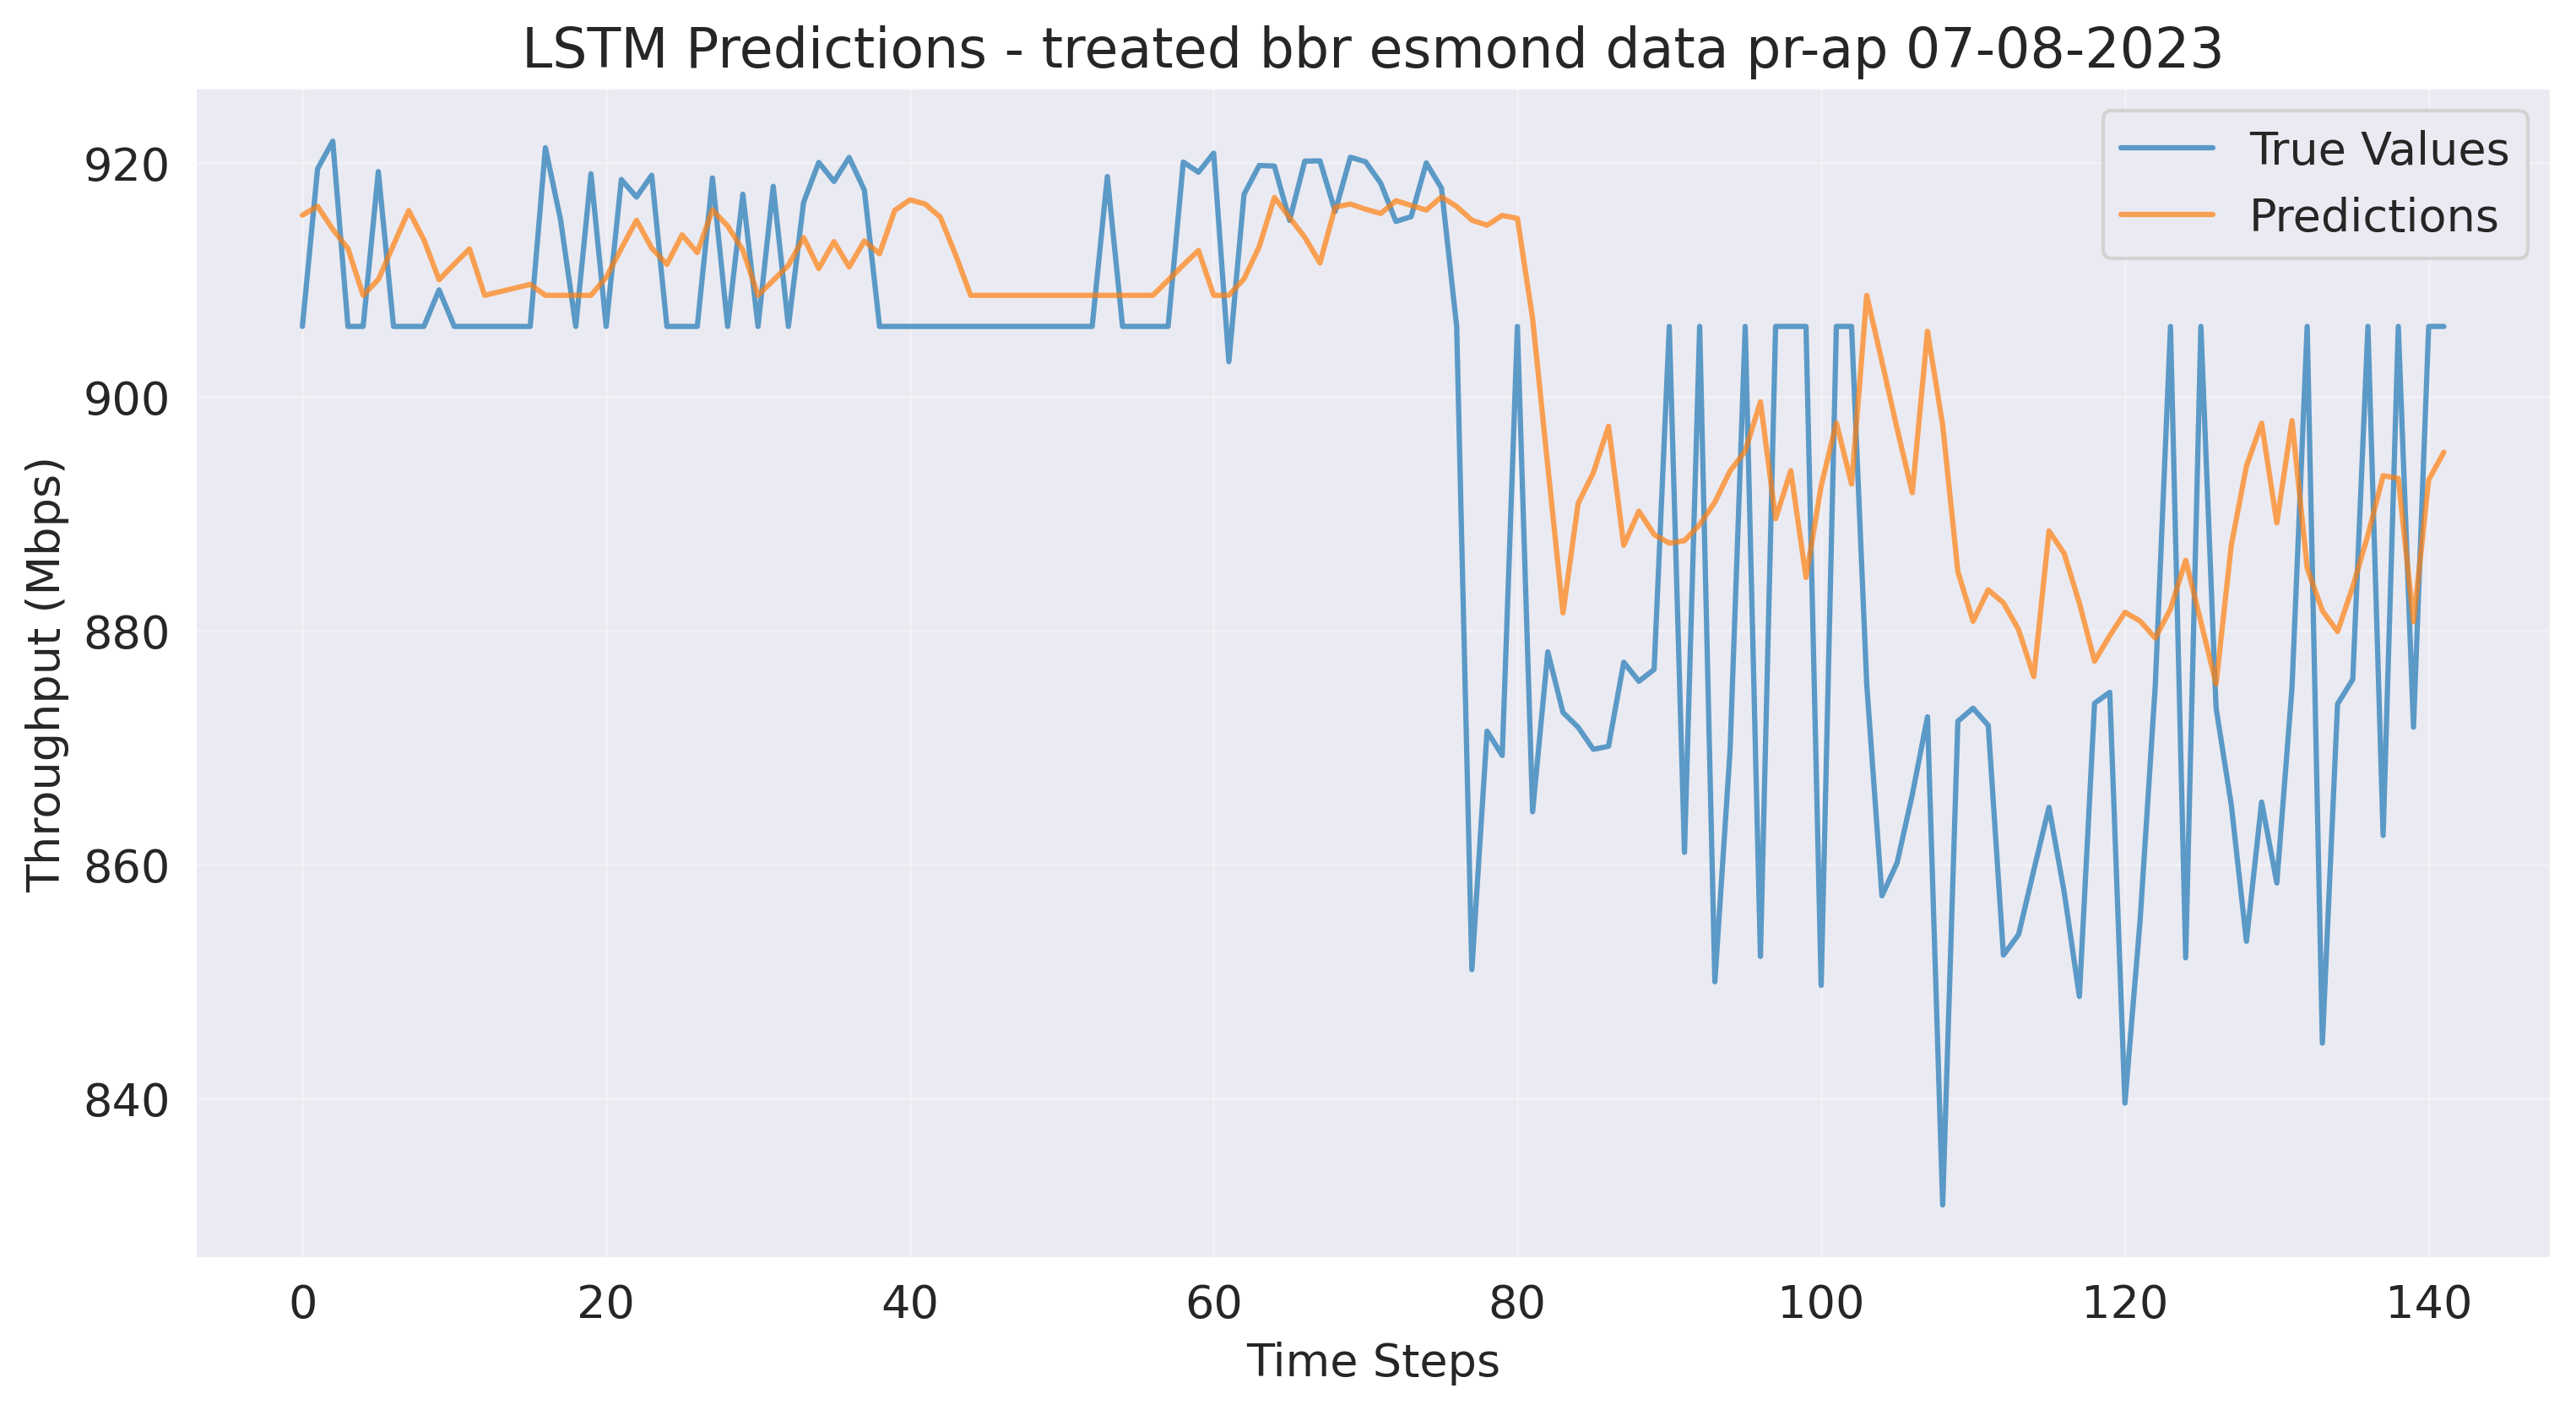 LSTM Predictions - treated bbr esmond data pr-ap 07-08-2023
True Values
Predictions
Throughput (Mbps)
920
900
880
860
840
0 20 40 60 80 100 120 140
Time Steps